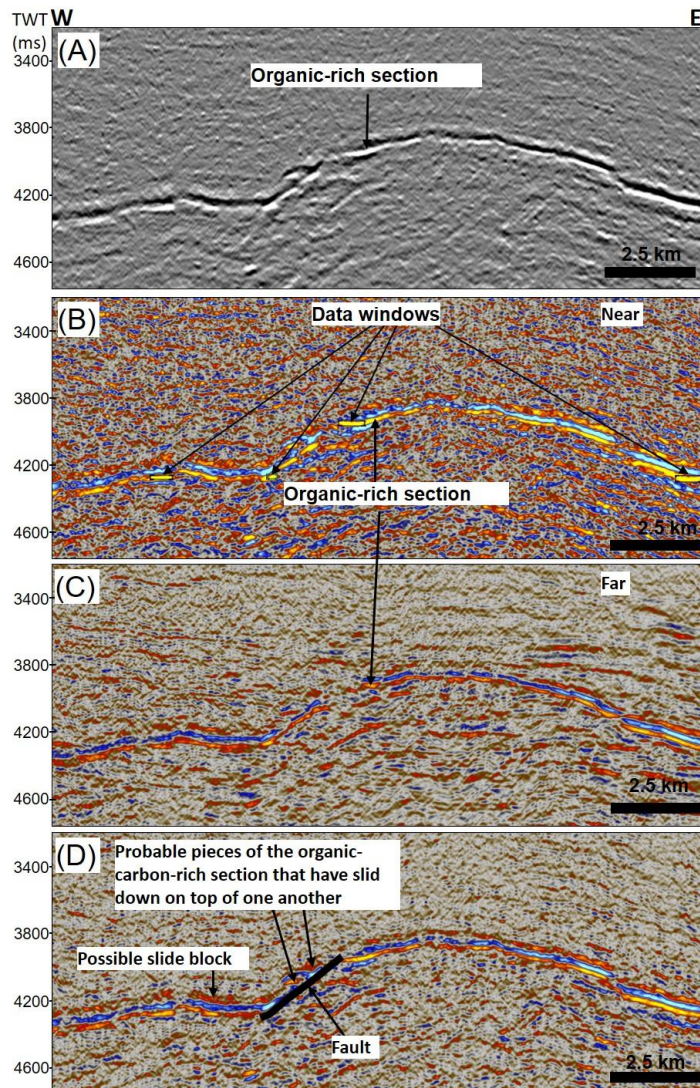 TWT W E
(ms)
(A)
Organic-rich section
3400
3800
4200
4600
2.5 km
(B)
Data windows
Near
3400
3800
4200
Organic-rich section
4600
2.5 km
(C)
Far
3400
3800
4200
4600
2.5 km
(D)
Probable pieces of the organic-
carbon-rich section that have slid
down on top of one another
3400
3800
Possible slide block
4200
Fault
4600
2.5 km